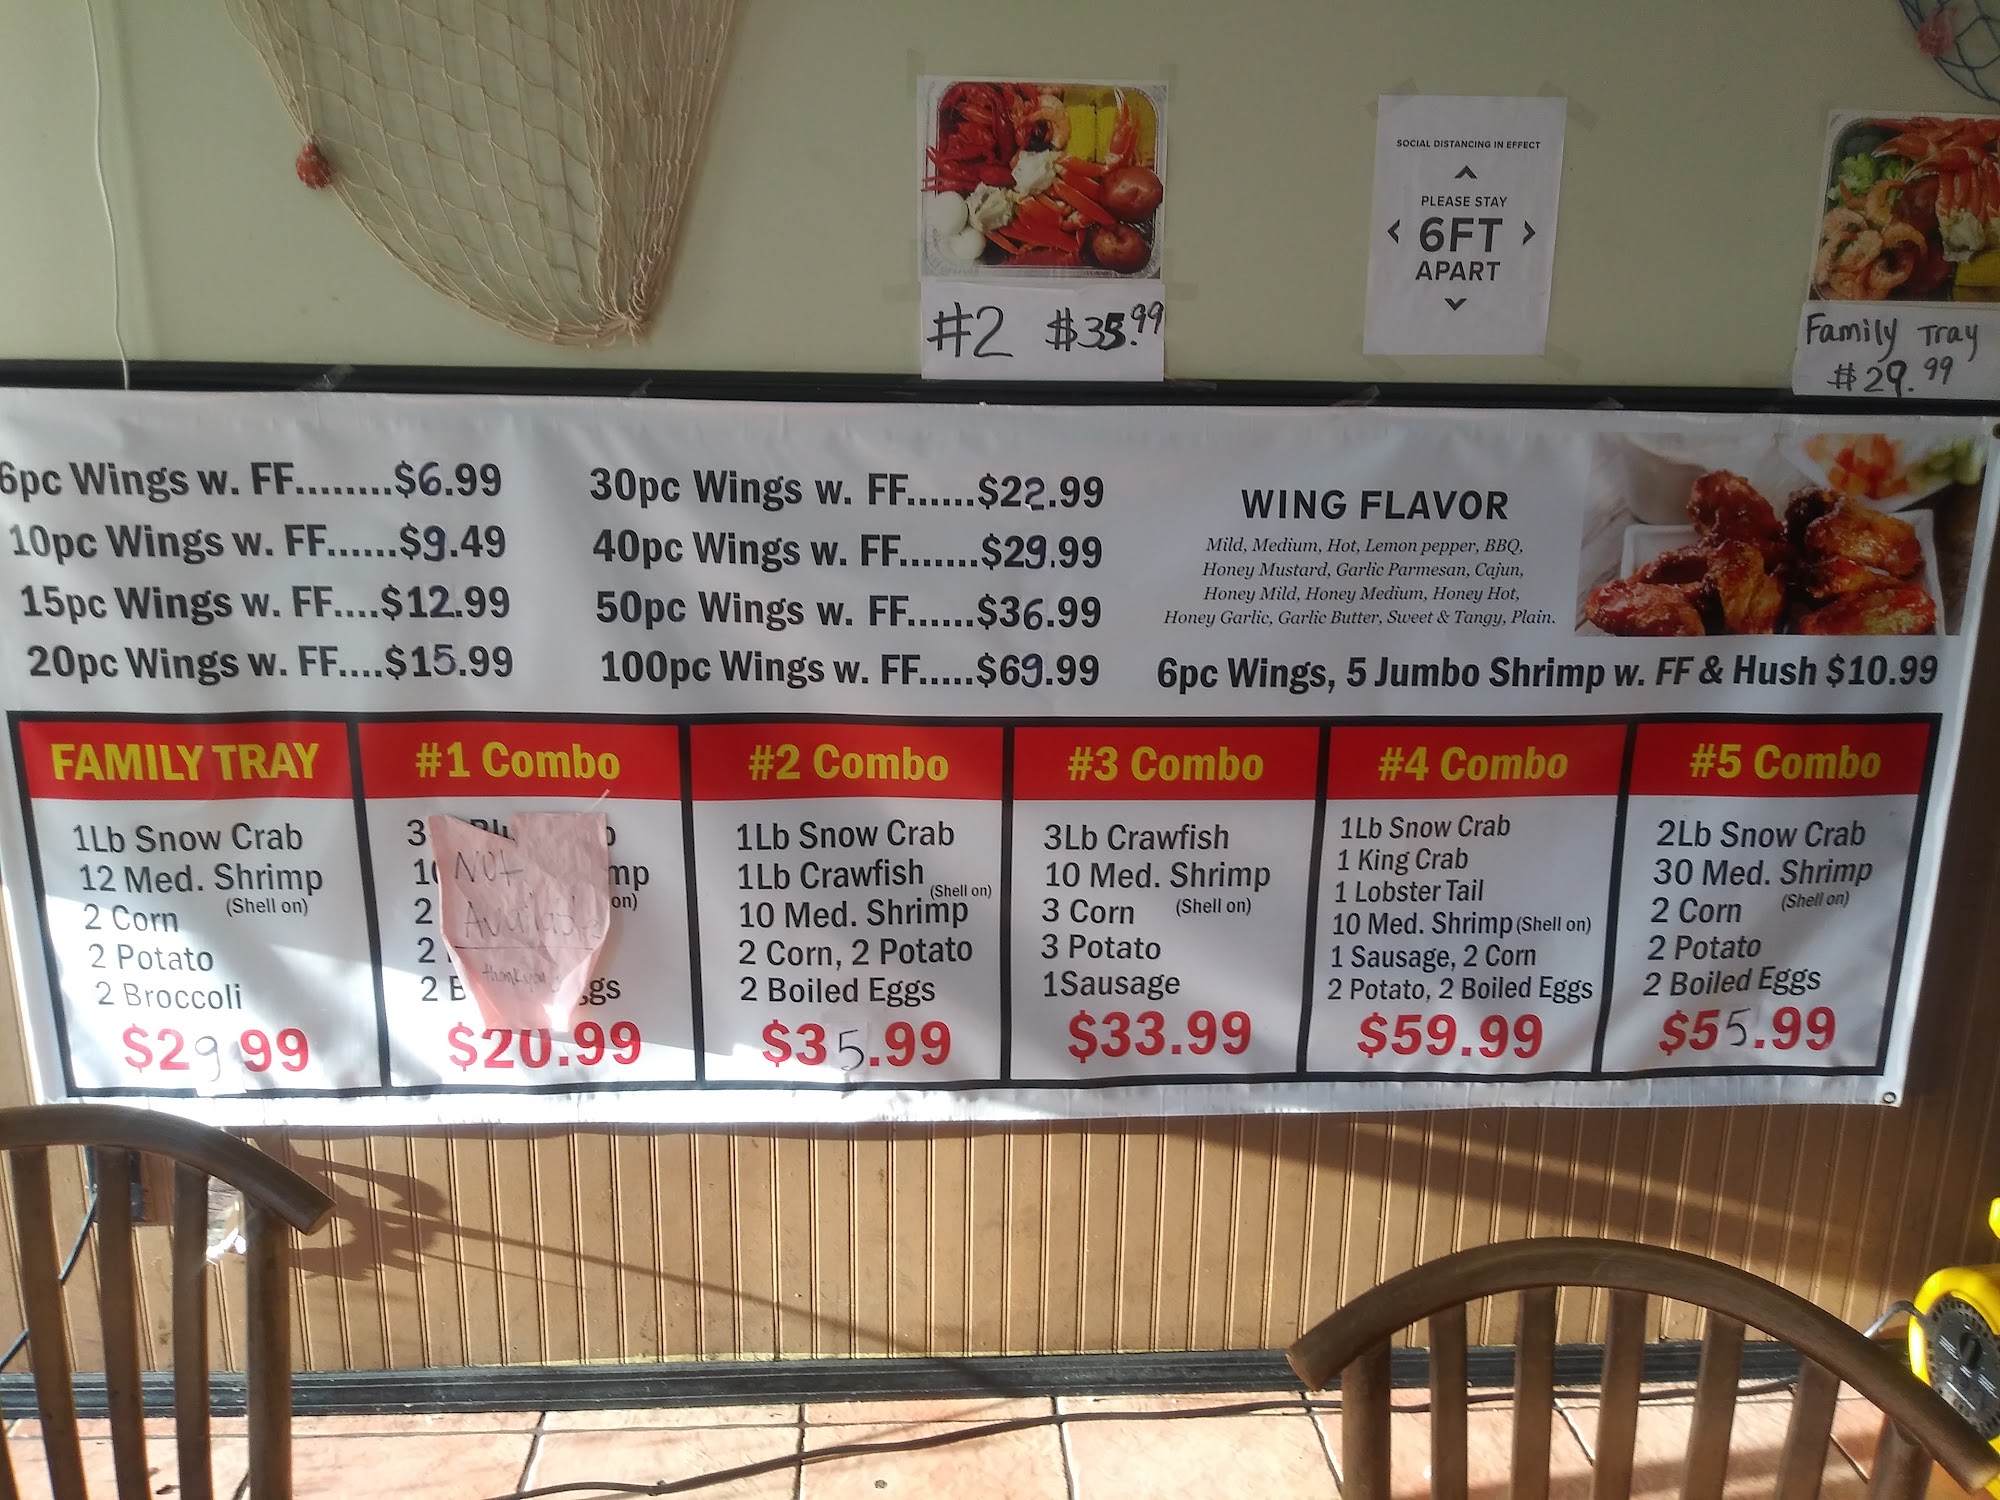 #2 $35.99
SOCIAL DISTANCING IN EFFECT
PLEASE STAY
6FT
APART
Family Tray
$29.99
6pc Wings w. FF........$6.99
10pc Wings w. FF......$9.49
15pc Wings w. FF....$12.99
20pc Wings w. FF....$15.99
30pc Wings w. FF......$22.99
40pc Wings w. FF.......$29.99
50pc Wings w. FF......$36.99
100pc Wings w. FF.....$69.99
WING FLAVOR
Mild, Medium, Hot, Lemon pepper, BBQ,
Honey Mustard, Garlic Parmesan, Cajun,
Honey Mild, Honey Medium, Honey Hot,
Honey Garlic, Garlic Butter, Sweet & Tangy, Plain.
6pc Wings, 5 Jumbo Shrimp w. FF & Hush $10.99
FAMILY TRAY
1Lb Snow Crab
12 Med. Shrimp
(Shell on)
2 Corn
2 Potato
2 Broccoli
$29.99
#1 Combo
Not
Available
thank you
$20.99
#2 Combo
1Lb Snow Crab
1Lb Crawfish
(Shell on)
10 Med. Shrimp
2 Corn, 2 Potato
2 Boiled Eggs
$35.99
#3 Combo
3Lb Crawfish
10 Med. Shrimp
(Shell on)
3 Corn
3 Potato
1Sausage
$33.99
#4 Combo
1Lb Snow Crab
1 King Crab
1 Lobster Tail
10 Med. Shrimp (Shell on)
1 Sausage, 2 Corn
2 Potato, 2 Boiled Eggs
$59.99
#5 Combo
2Lb Snow Crab
30 Med. Shrimp
(Shell on)
2 Corn
2 Potato
2 Boiled Eggs
$55.99